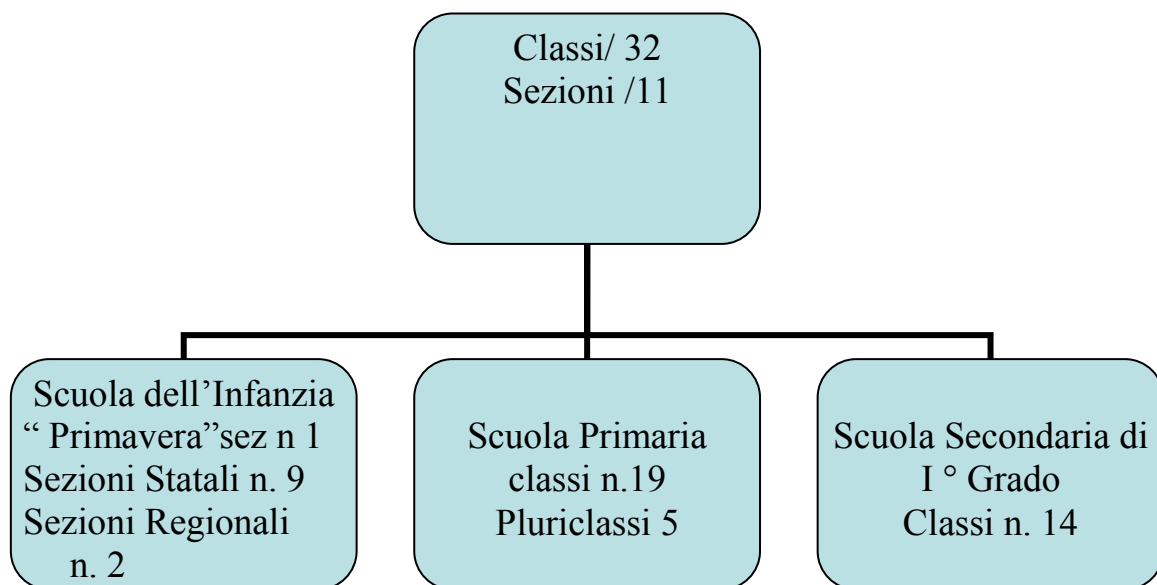 Classi/ 32
Sezioni /11
Scuola dell’Infanzia
“ Primavera”sez n 1
Sezioni Statali n. 9
Sezioni Regionali
n. 2
Scuola Primaria
classi n.19
Pluriclassi 5
Scuola Secondaria di
I ° Grado
Classi n. 14